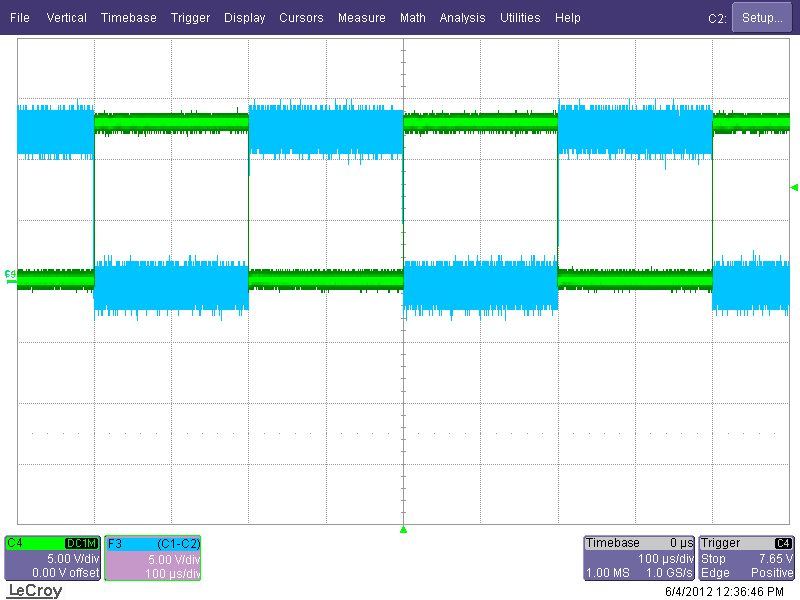 File Vertical Timebase Trigger Display Cursors Measure Math Analysis Utilities Help C2: Setup...
C4
C4 DC1M
5.00 V/div
0.00 V offset
F3 (C1-C2)
5.00 V/div
100 µs/div
Timebase 0 µs
100 µs/div
1.00 MS 1.0 GS/s
Trigger C4
Stop 7.65 V
Edge Positive
LeCroy
6/4/2012 12:36:46 PM